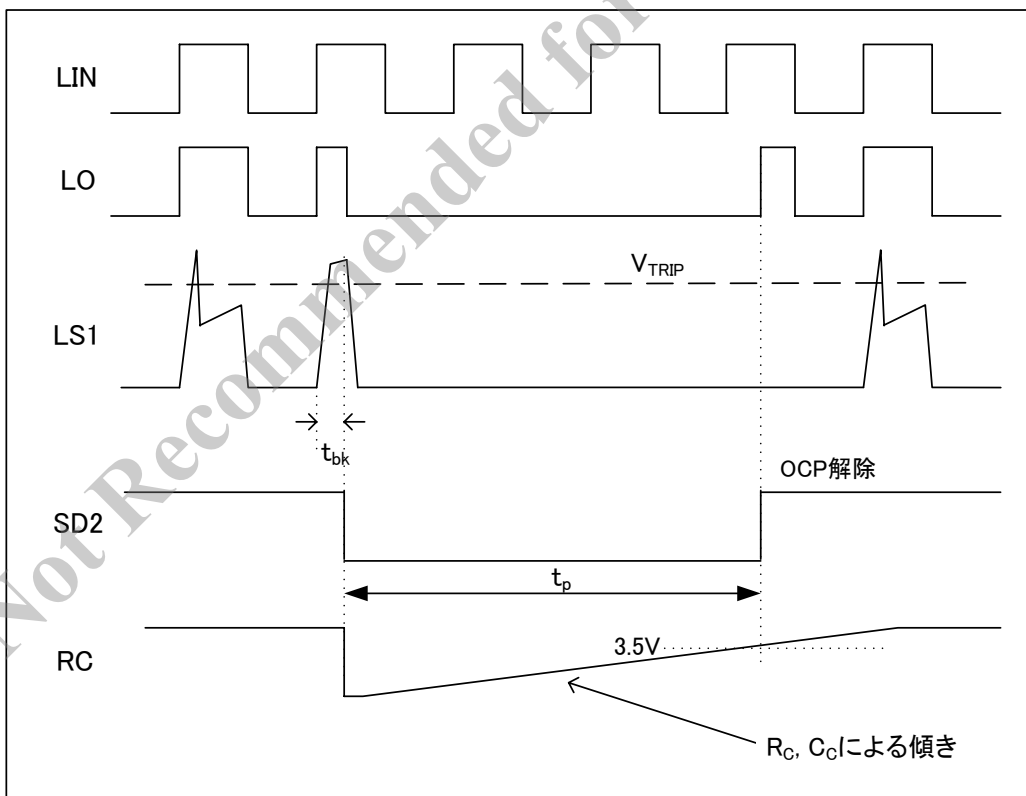 LIN
LO
V_TRIP
LS1
t_bk
OCP解除
SD2
t_p
3.5V
RC
R_C, C_Cによる傾き
Not Recommended for